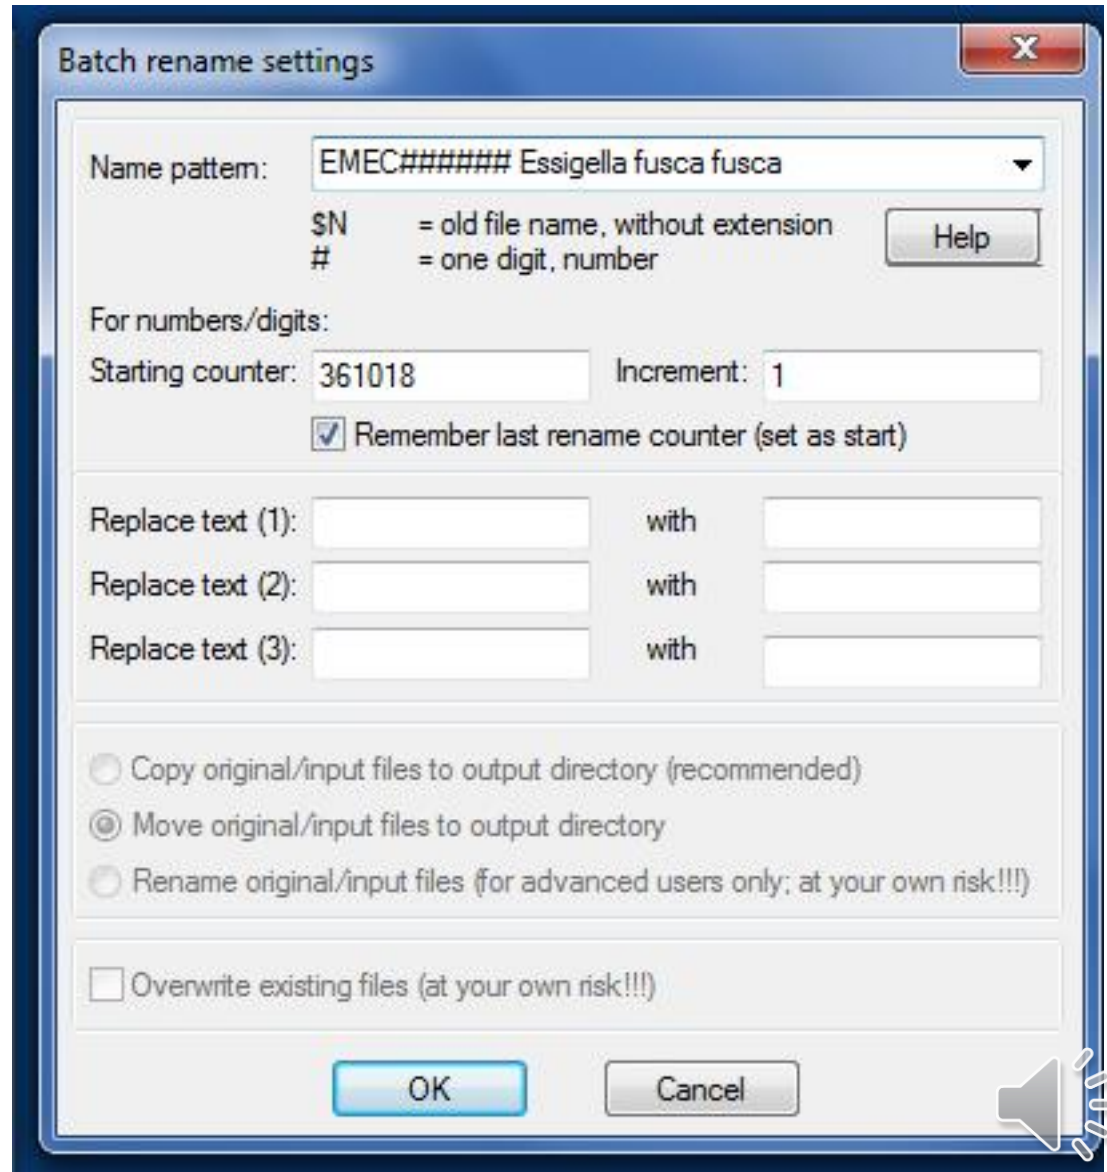 Batch rename settings
Name pattern: EMEC###### Essigella fusca fusca
$N = old file name, without extension
# = one digit, number
Help
For numbers/digits:
Starting counter: 361018 Increment: 1
Remember last rename counter (set as start)
Replace text (1): with
Replace text (2): with
Replace text (3): with
Copy original/input files to output directory (recommended)
Move original/input files to output directory
Rename original/input files (for advanced users only; at your own risk!!!)
Overwrite existing files (at your own risk!!!)
OK Cancel